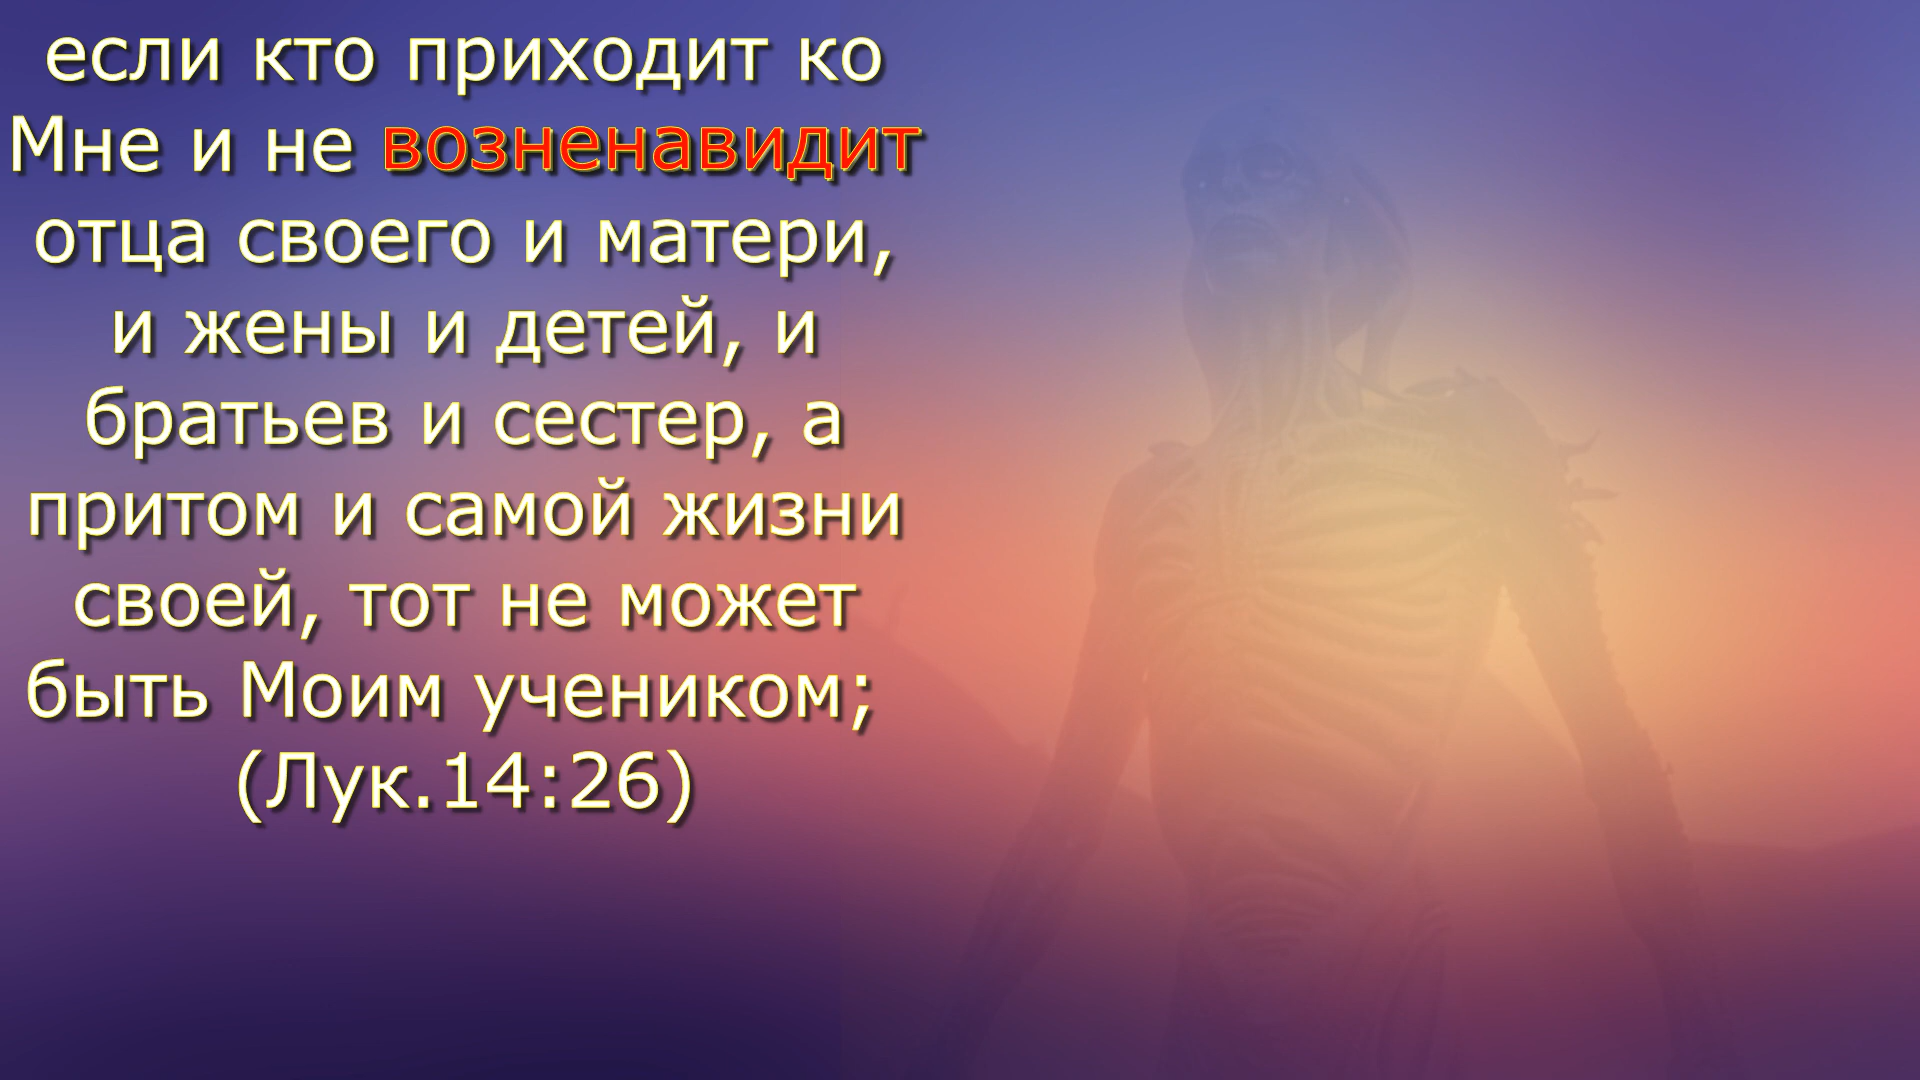 если кто приходит ко
Мне и не возненавидит
отца своего и матери,
и жены и детей, и
братьев и сестер, а
притом и самой жизни
своей, тот не может
быть Моим учеником;
(Лук.14:26)